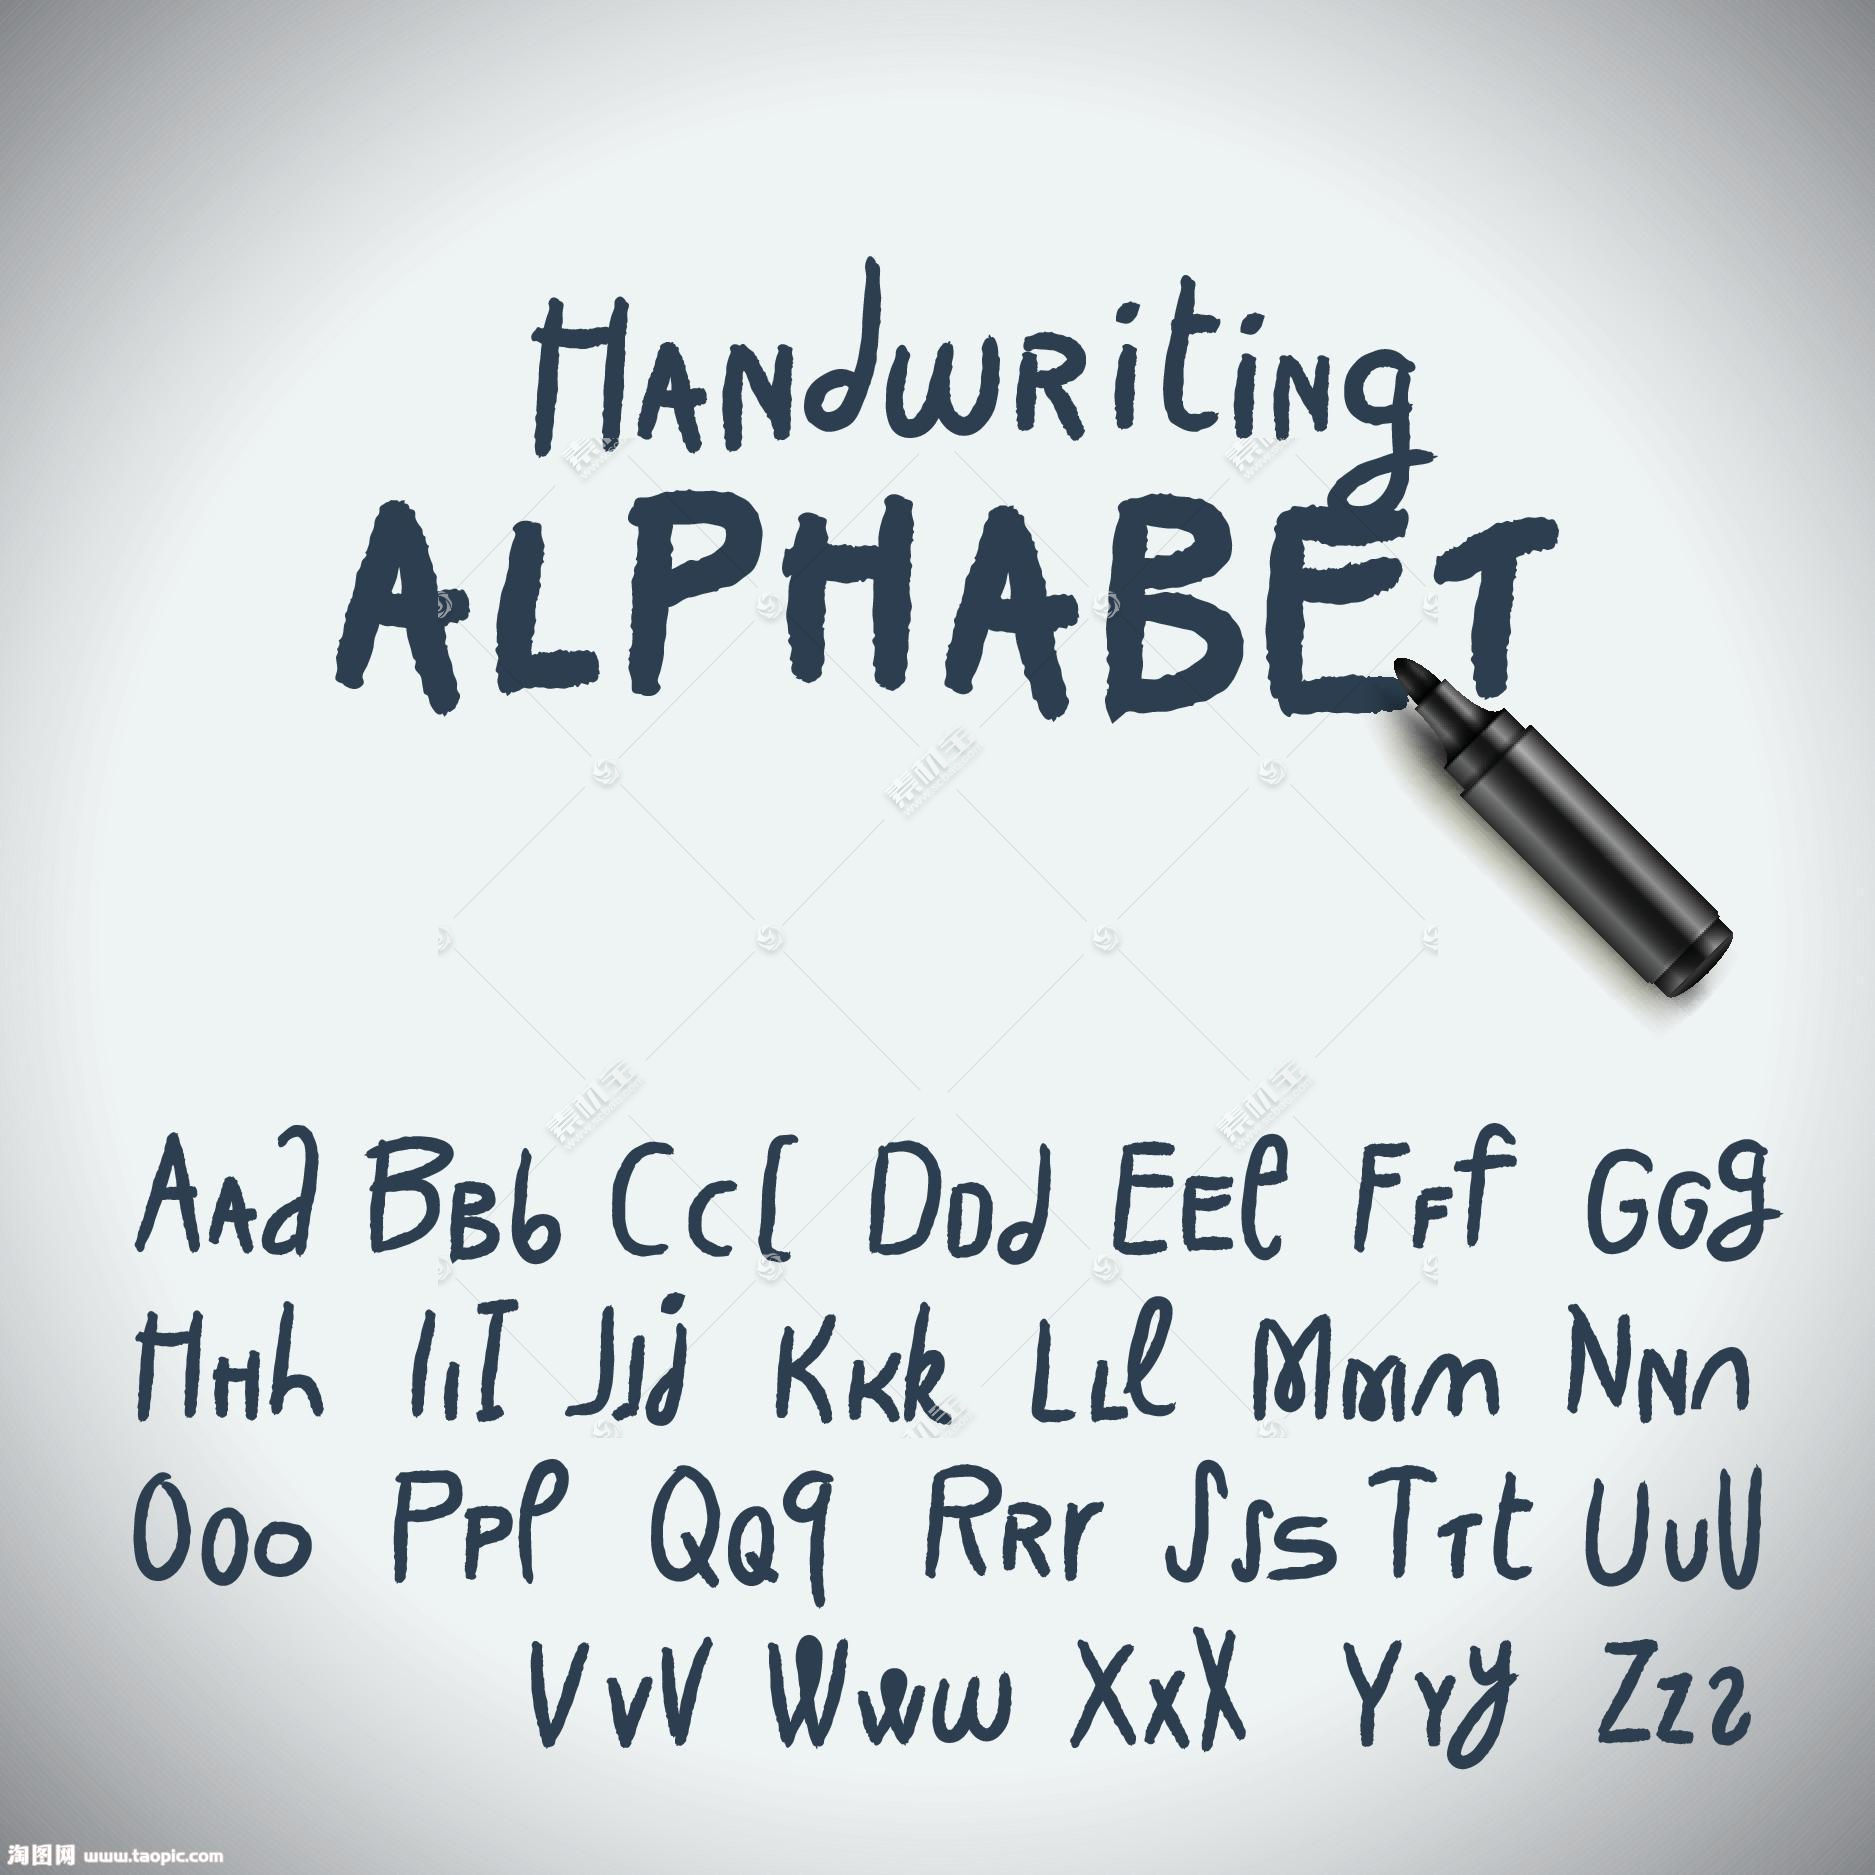 Handwriting
ALPHABET
AAa BBb CCc DDd EEe FFf GGg
HHh III JJj KKk LLl MMm NNn
OOo PPp QQq RRr SSs TTt UUU
VVV WWw XXX YYy ZZz
淘图网 www.taopic.com